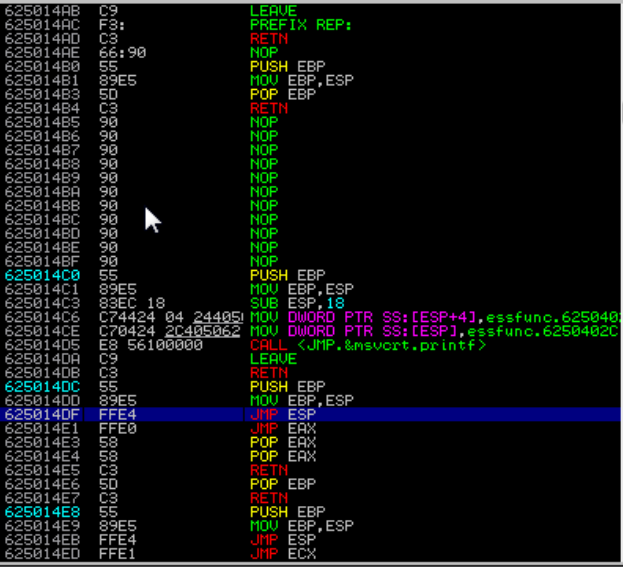 625014AB C9 LEAVE
625014AC F3: PREFIX REP:
625014AD C3 RETN
625014AE 66:90 NOP
625014B0 55 PUSH EBP
625014B1 89E5 MOV EBP,ESP
625014B3 5D POP EBP
625014B4 C3 RETN
625014B5 90 NOP
625014B6 90 NOP
625014B7 90 NOP
625014B8 90 NOP
625014B9 90 NOP
625014BA 90 NOP
625014BB 90 NOP
625014BC 90 NOP
625014BD 90 NOP
625014BE 90 NOP
625014BF 90 NOP
625014C0 55 PUSH EBP
625014C1 89E5 MOV EBP,ESP
625014C3 83EC 18 SUB ESP,18
625014C6 C74424 04 24405 MOV DWORD PTR SS:[ESP+4],essfunc.625040
625014CE C70424 2C405062 MOV DWORD PTR SS:[ESP],essfunc.6250402C
625014D5 E8 56100000 CALL <JMP.&msvcrt.printf>
625014DA C9 LEAVE
625014DB C3 RETN
625014DC 55 PUSH EBP
625014DD 89E5 MOV EBP,ESP
625014DF FFE4 JMP ESP
625014E1 FFE0 JMP EAX
625014E3 58 POP EAX
625014E4 58 POP EAX
625014E5 C3 RETN
625014E6 5D POP EBP
625014E7 C3 RETN
625014E8 55 PUSH EBP
625014E9 89E5 MOV EBP,ESP
625014EB FFE4 JMP ESP
625014ED FFE1 JMP ECX